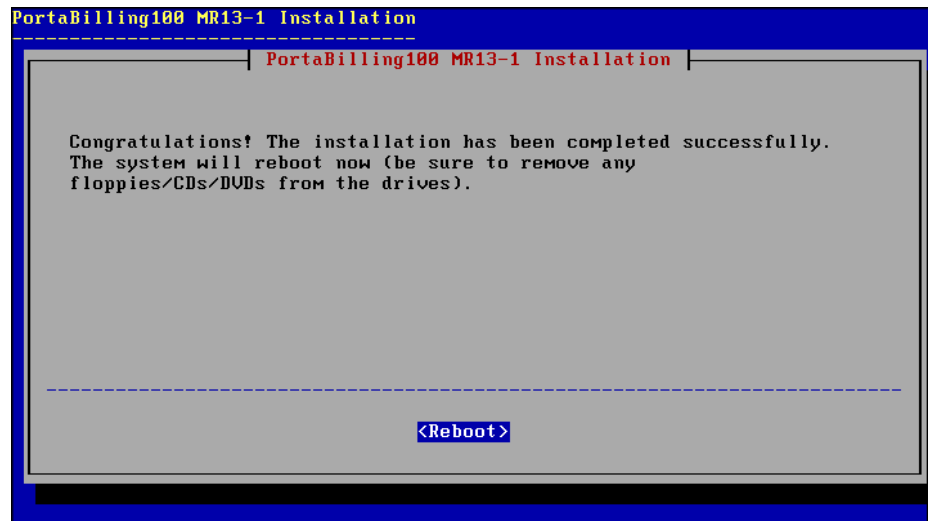 PortaBilling100 MR13-1 Installation
PortaBilling100 MR13-1 Installation
Congratulations! The installation has been completed successfully.
The system will reboot now (be sure to remove any
floppies/CDs/DVDs from the drives).
<Reboot>